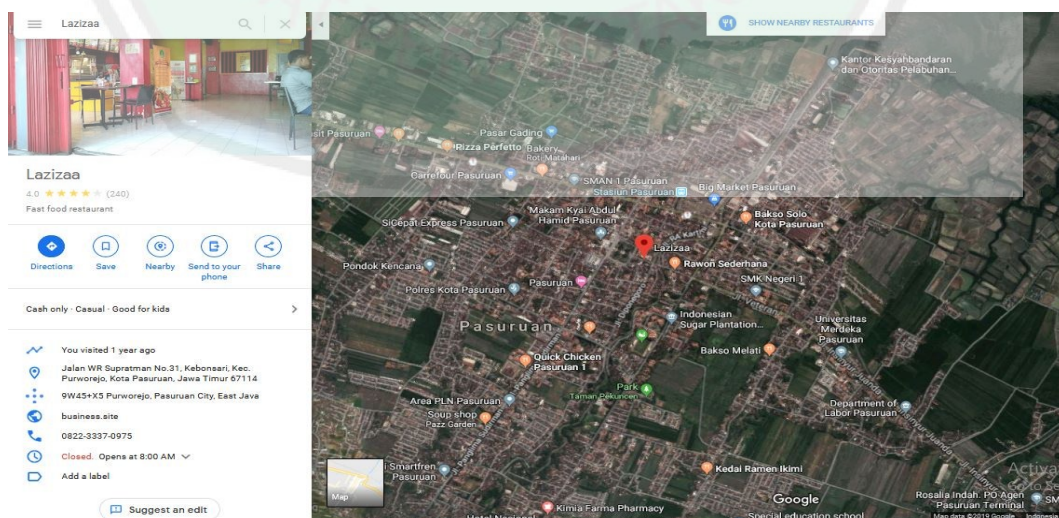 Lazizaa
SHOW NEARBY RESTAURANTS
Lazizaa
4.0 (240)
Fast food restaurant
Directions
Save
Nearby
Send to your
phone
Share
Cash only · Casual · Good for kids
You visited 1 year ago
Jalan WR Supratman No.31, Kebonsari, Kec.
Purworejo, Kota Pasuruan, Jawa Timur 67114
9W45+X5 Purworejo, Pasuruan City, East Java
business.site
0822-3337-0975
Closed. Opens at 8:00 AM
Add a label
Suggest an edit
Kantor Kesyahbandaran
dan Otoritas Pelabuhan...
Pasuruan
Pasar Gading
Rizza Perfetto Bakery
Roti Matahari
Carrefour Pasuruan
SMAN 1 Pasuruan
Stasiun Pasuruan
Big Market Pasuruan
Makam Kyai Abdul
Hamid Pasuruan
SiCepat Express Pasuruan
Bakso Solo
Kota Pasuruan
RA Kartini
Lazizaa
Rawon Sederhana
Pondok Kencana
SMK Negeri 1
Pasuruan
Polres Kota Pasuruan
Jl. Veteran
Indonesian
Sugar Plantation...
Universitas
Merdeka
Pasuruan
Pasuruan
Bakso Melati
Quick Chicken
Pasuruan 1
Park
Taman Pekuncen
Area PLN Pasuruan
Soup shop
Pazz Garden
Department of
Labor Pasuruan
i Smartfren
Pasuruan
Kedai Ramen Ikimi
Map
Google
Kimia Farma Pharmacy
Rosalia Indah. PO Agen
Pasuruan Terminal
SM
Special education school
Map data ©2019 Google
Indonesia